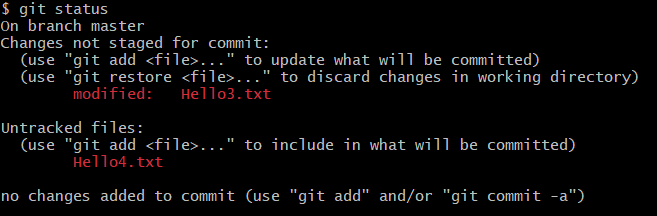 $ git status
On branch master
Changes not staged for commit:
  (use "git add <file>..." to update what will be committed)
  (use "git restore <file>..." to discard changes in working directory)
        modified:   Hello3.txt

Untracked files:
  (use "git add <file>..." to include in what will be committed)
        Hello4.txt

no changes added to commit (use "git add" and/or "git commit -a")